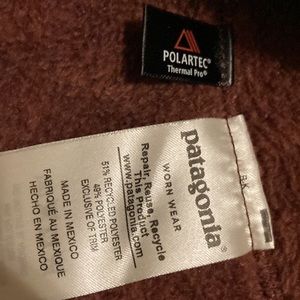 POLARTEC®
Thermal Pro®
patagonia®
WORN WEAR
Repair, Reuse, Recycle
This Product
www.patagonia.com
51% RECYCLED POLYESTER
49% POLYESTER
EXCLUSIVE OF TRIM
MADE IN MEXICO
FABRIQUÉ AU MEXIQUE
HECHO EN MEXICO